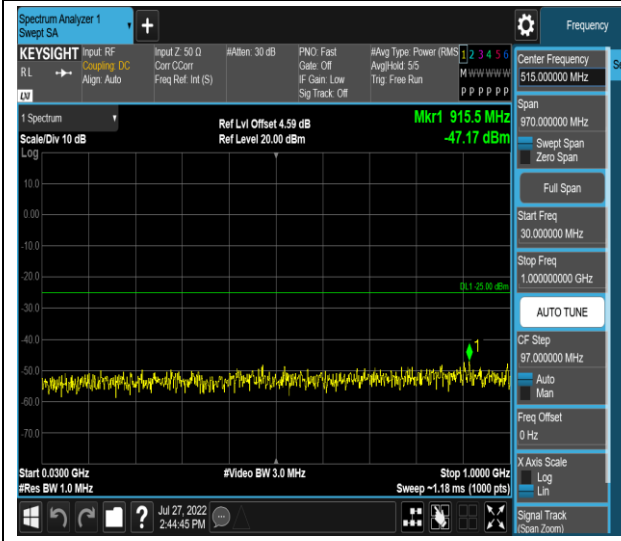 Spectrum Analyzer 1
Swept SA
Frequency
KEYSIGHT
RL
LXI
Input: RF
Coupling: DC
Align: Auto
Input Z: 50 Ω
Corr CCorr
Freq Ref: Int (S)
#Atten: 30 dB
PNO: Fast
Gate: Off
IF Gain: Low
Sig Track: Off
#Avg Type: Power (RMS
Avg|Hold: 5/5
Trig: Free Run
1 2 3 4 5 6
M W W W W W
P P P P P P
1 Spectrum
Scale/Div 10 dB
Ref Lvl Offset 4.59 dB
Ref Level 20.00 dBm
Mkr1 915.5 MHz
-47.17 dBm
Log
10.0
0.00
-10.0
-20.0
DL1 -25.00 dBm
-30.0
-40.0
1
-50.0
-60.0
-70.0
Start 0.0300 GHz
#Res BW 1.0 MHz
#Video BW 3.0 MHz
Stop 1.0000 GHz
Sweep ~1.18 ms (1000 pts)
Jul 27, 2022
2:44:45 PM
Center Frequency
515.000000 MHz
Span
970.000000 MHz
Swept Span
Zero Span
Full Span
Start Freq
30.000000 MHz
Stop Freq
1.000000000 GHz
AUTO TUNE
CF Step
97.000000 MHz
Auto
Man
Freq Offset
0 Hz
X Axis Scale
Log
Lin
Signal Track
(Span Zoom)